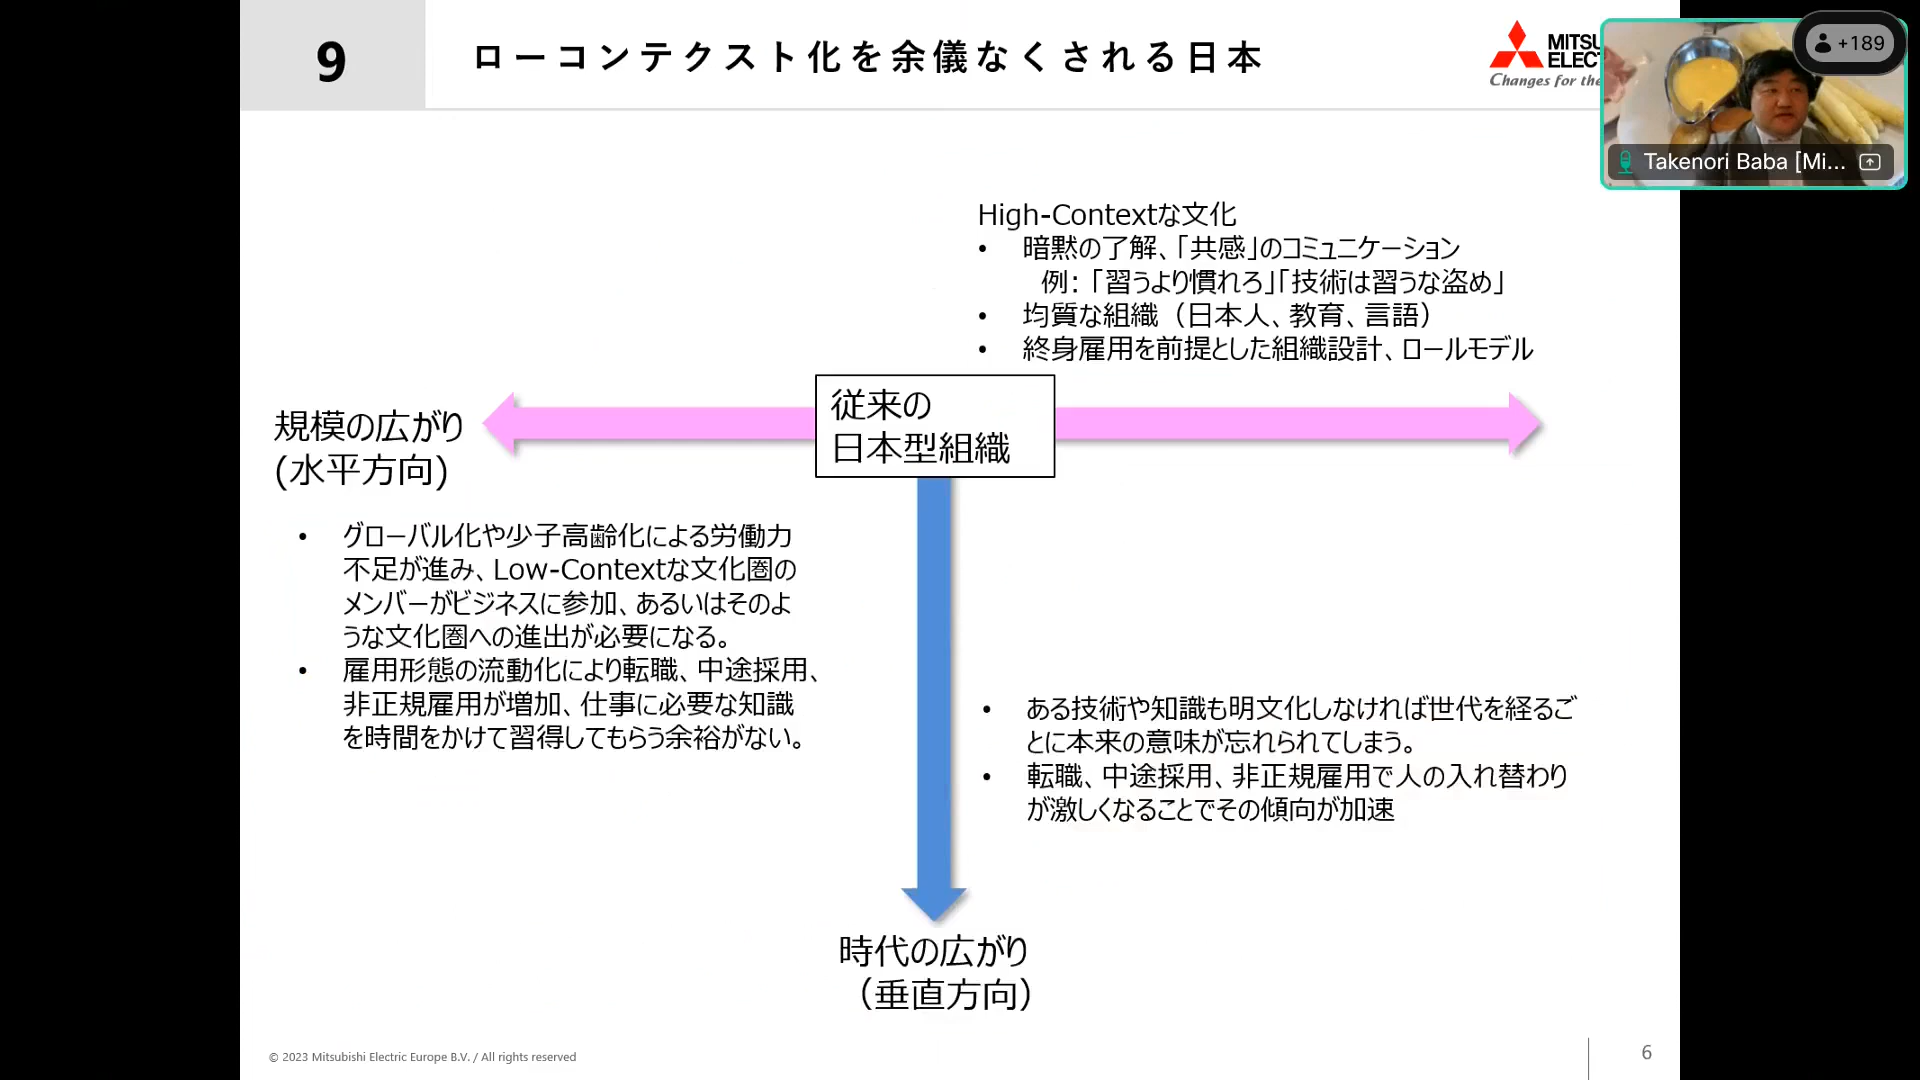 9
ローコンテクスト化を余儀なくされる日本
MITSU
ELEC
Changes for the
+189
Takenori Baba [Mi...
High-Contextな文化
• 暗黙の了解、「共感」のコミュニケーション
例：「習うより慣れろ」「技術は習うな盗め」
• 均質な組織（日本人、教育、言語）
• 終身雇用を前提とした組織設計、ロールモデル
従来の
日本型組織
規模の広がり
(水平方向)
• グローバル化や少子高齢化による労働力
不足が進み、Low-Contextな文化圏の
メンバーがビジネスに参加、あるいはそのよ
うな文化圏への進出が必要になる。
• 雇用形態の流動化により転職、中途採用、
非正規雇用が増加、仕事に必要な知識
を時間をかけて習得してもらう余裕がない。
• ある技術や知識も明文化しなければ世代を経るご
とに本来の意味が忘れられてしまう。
• 転職、中途採用、非正規雇用で人の入れ替わり
が激しくなることでその傾向が加速
時代の広がり
（垂直方向）
© 2023 Mitsubishi Electric Europe B.V. / All rights reserved
6